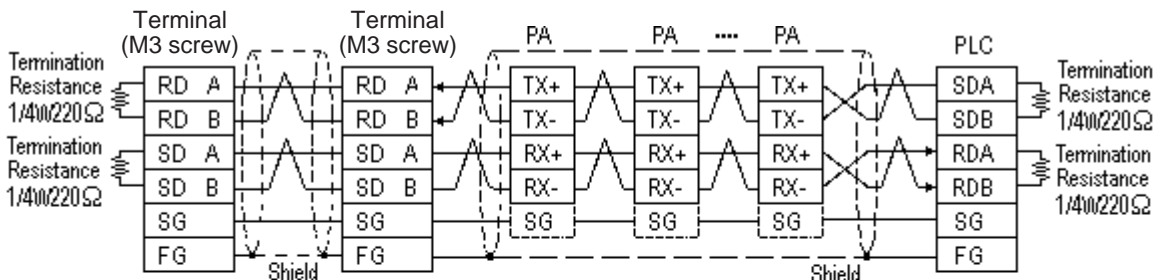 Terminal
(M3 screw)
Terminal
(M3 screw)
PA
PA
....
PA
PLC
Termination
Resistance
1/4W220Ω
Termination
Resistance
1/4W220Ω
RD A
RD B
SD A
SD B
SG
FG
Shield
RD A
RD B
SD A
SD B
SG
FG
TX+
TX-
RX+
RX-
SG
TX+
TX-
RX+
RX-
SG
TX+
TX-
RX+
RX-
SG
Shield
SDA
SDB
RDA
RDB
SG
FG
Termination
Resistance
1/4W220Ω
Termination
Resistance
1/4W220Ω